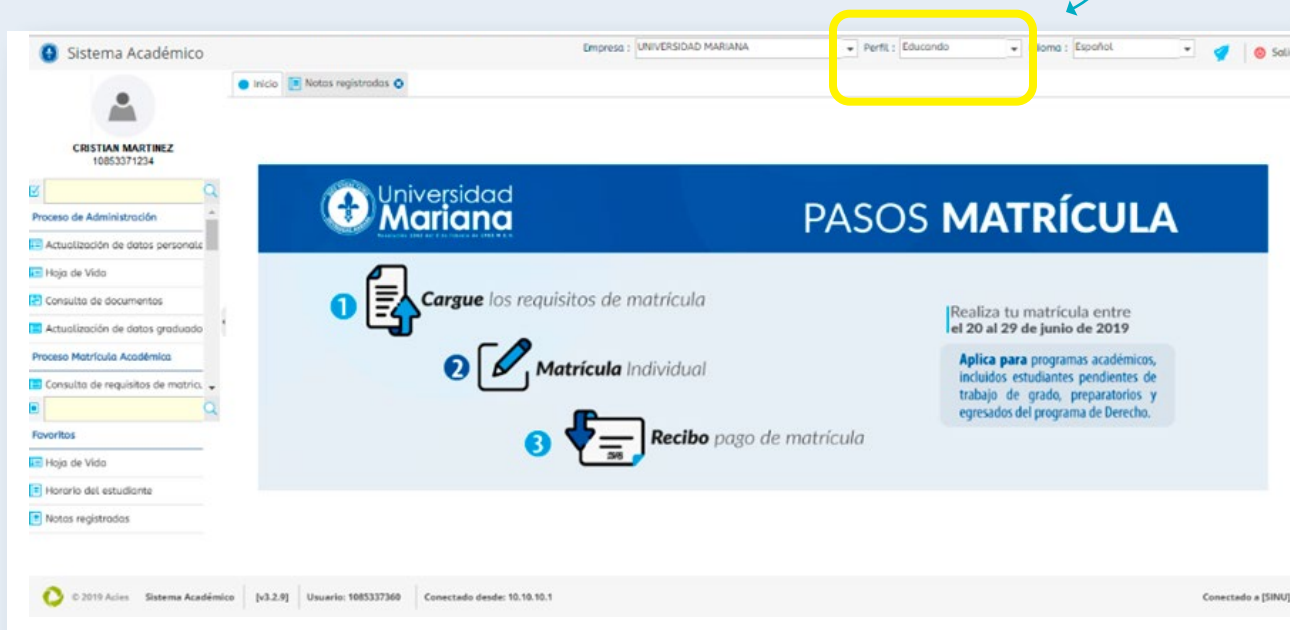 Sistema Académico
Empresa : UNIVERSIDAD MARIANA
Perfil : Educando
Idioma : Español
Sali
Inicio
Notas registradas
CRISTIAN MARTINEZ
10853371234
Proceso de Administración
Actualización de datos personale
Hoja de Vida
Consulta de documentos
Actualización de datos graduado
Proceso Matrícula Académica
Consulta de requisitos de matricu
Favoritos
Hoja de Vida
Horario del estudiante
Notas registradas
Universidad
Mariana
PASOS MATRÍCULA
1 Cargue los requisitos de matrícula
2 Matrícula Individual
3 Recibo pago de matrícula
Realiza tu matrícula entre
el 20 al 29 de junio de 2019
Aplica para programas académicos,
incluidos estudiantes pendientes de
trabajo de grado, preparatorios y
egresados del programa de Derecho.
© 2019 Acies Sistema Académico [v3.2.9] Usuario: 1085337360 Conectado desde: 10.10.10.1 Conectado a [SINU]